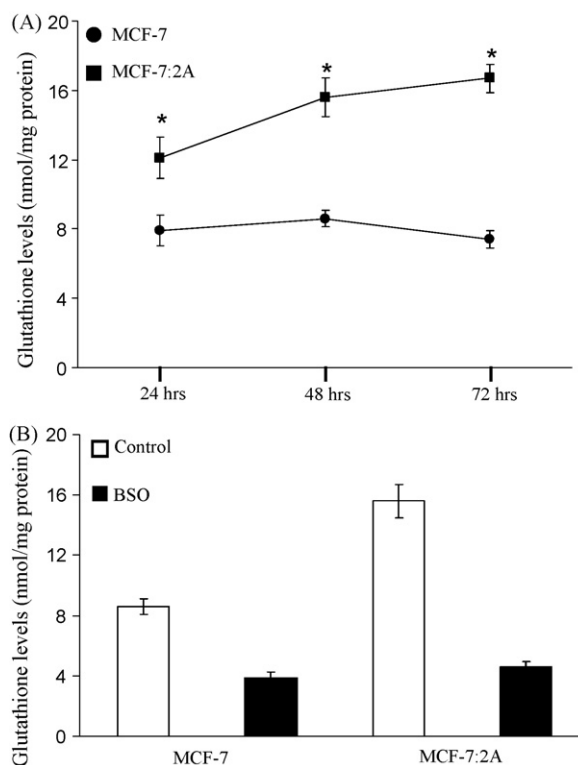 (A)
Glutathione levels (nmol/mg protein)
20
16
12
8
4
0
MCF-7
MCF-7:2A
*
*
*
24 hrs
48 hrs
72 hrs
(B)
Glutathione levels (nmol/mg protein)
20
16
12
8
4
0
Control
BSO
MCF-7
MCF-7:2A